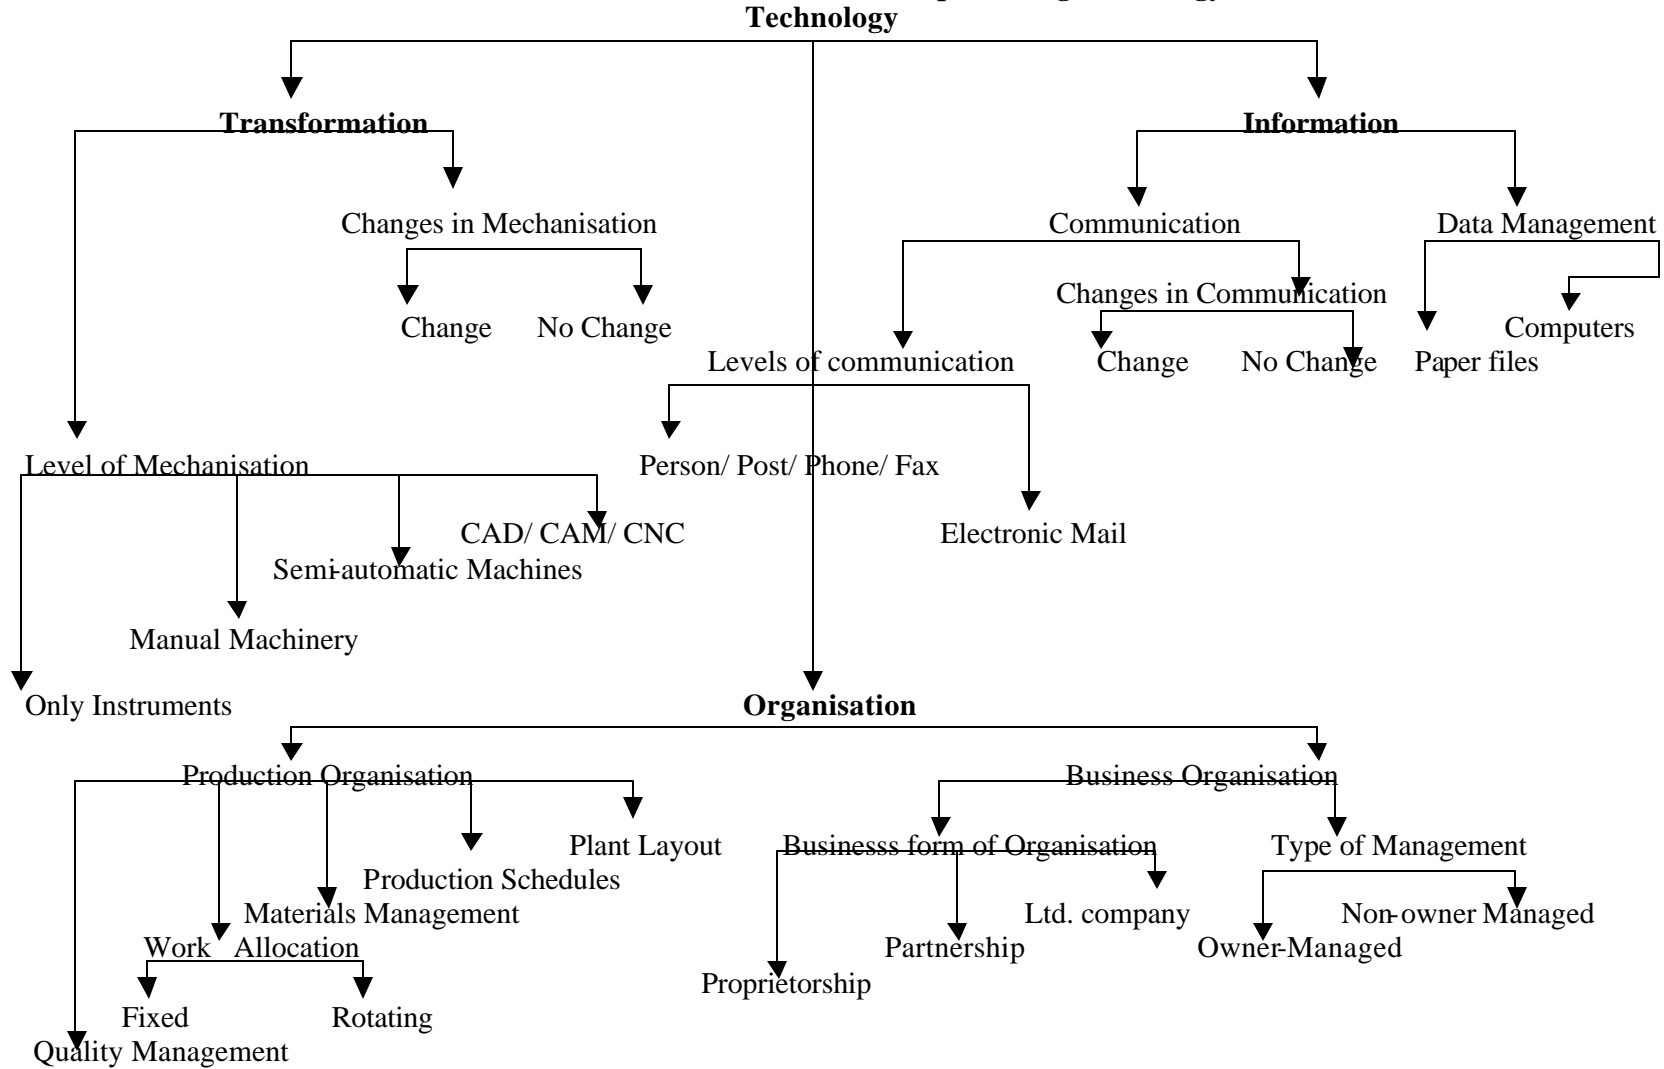 Technology
Transformation
Information
Changes in Mechanisation
Communication
Data Management
Changes in Communication
Change
No Change
Computers
Levels of communication
Change
No Change
Paper files
Level of Mechanisation
Person/ Post/ Phone/ Fax
CAD/ CAM/ CNC
Electronic Mail
Semi-automatic Machines
Manual Machinery
Only Instruments
Organisation
Production Organisation
Business Organisation
Plant Layout
Businesss form of Organisation
Type of Management
Production Schedules
Materials Management
Ltd. company
Non-owner Managed
Work Allocation
Partnership
Owner-Managed
Proprietorship
Fixed
Rotating
Quality Management